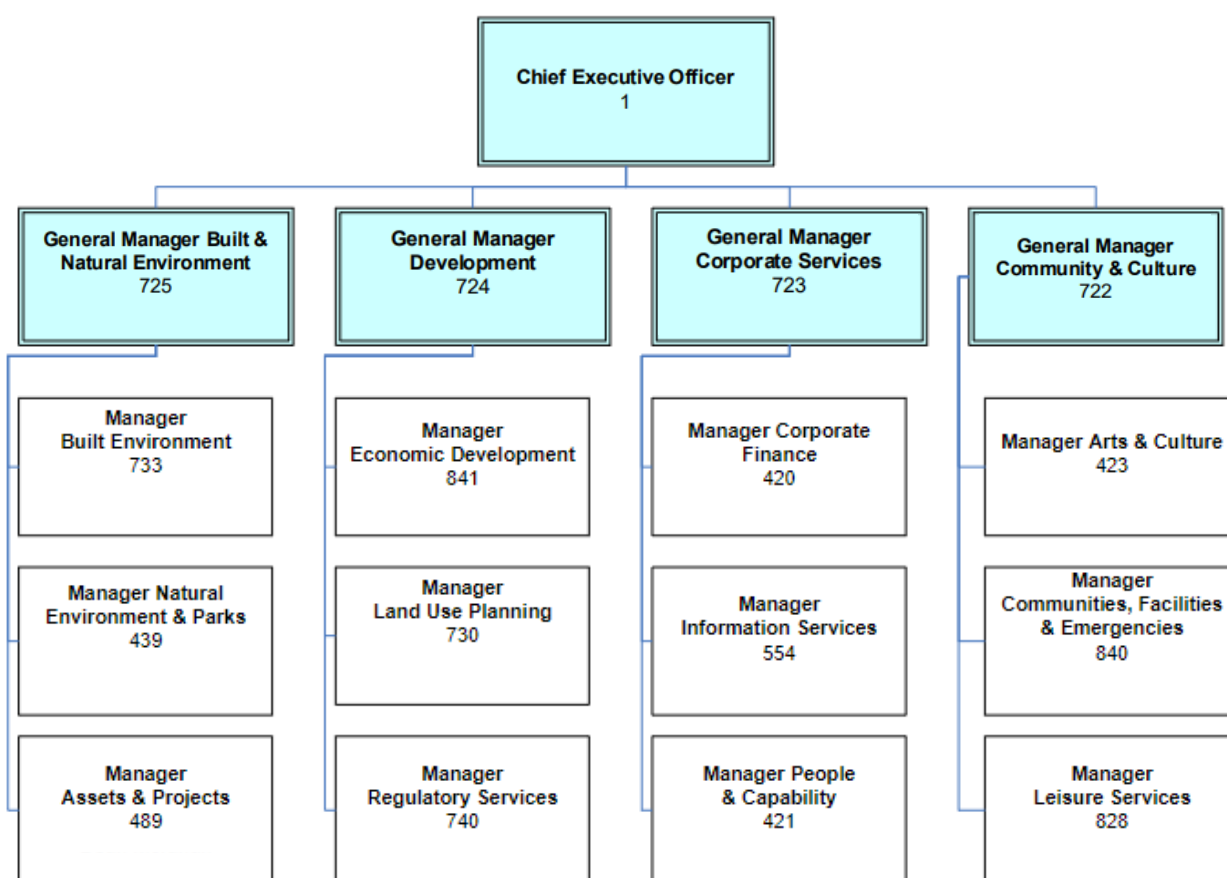 Chief Executive Officer
1
General Manager Built &
Natural Environment
725
General Manager
Development
724
General Manager
Corporate Services
723
General Manager
Community & Culture
722
Manager
Built Environment
733
Manager
Economic Development
841
Manager Corporate
Finance
420
Manager Arts & Culture
423
Manager Natural
Environment & Parks
439
Manager
Land Use Planning
730
Manager
Information Services
554
Manager
Communities, Facilities
& Emergencies
840
Manager
Assets & Projects
489
Manager
Regulatory Services
740
Manager People
& Capability
421
Manager
Leisure Services
828